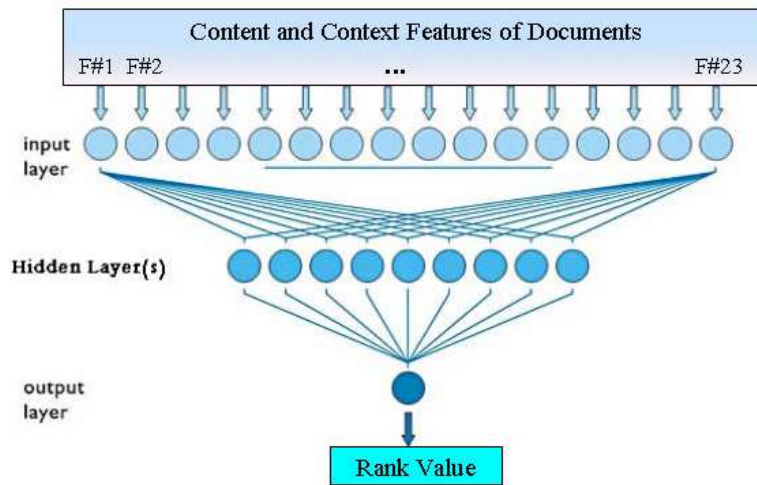 Content and Context Features of Documents
F#1 F#2 ... F#23
input
layer
Hidden Layer(s)
output
layer
Rank Value